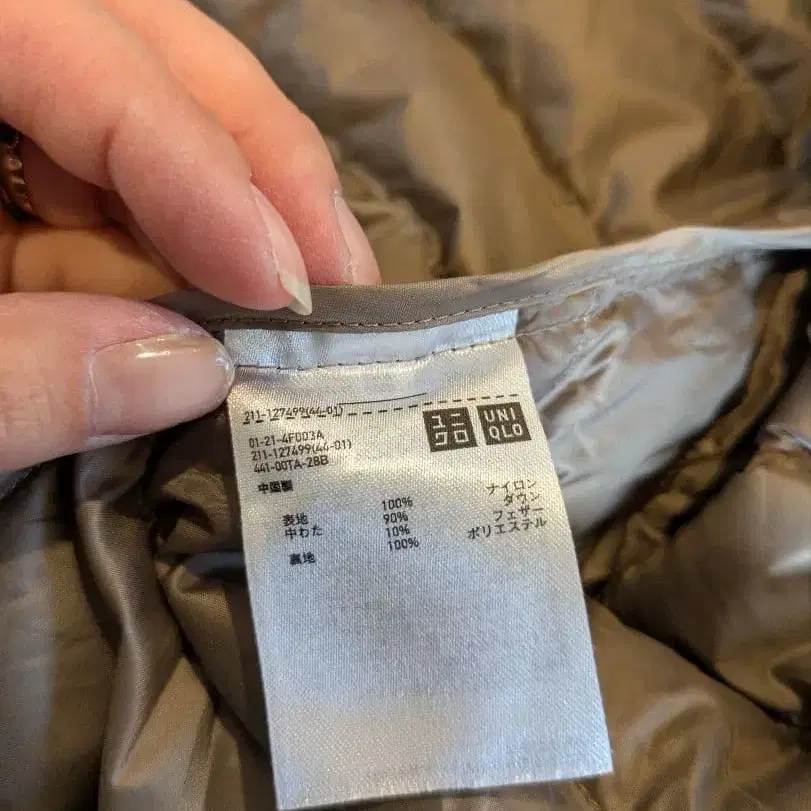 211-127499(44-01)
ユニ
クロ
UNI
QLO
01-21-4F003A
211-127499(44-01)
441-00TA-28B
中国製
表地 100% ナイロン
中わた 90% ダウン
10% フェザー
裏地 100% ポリエステル